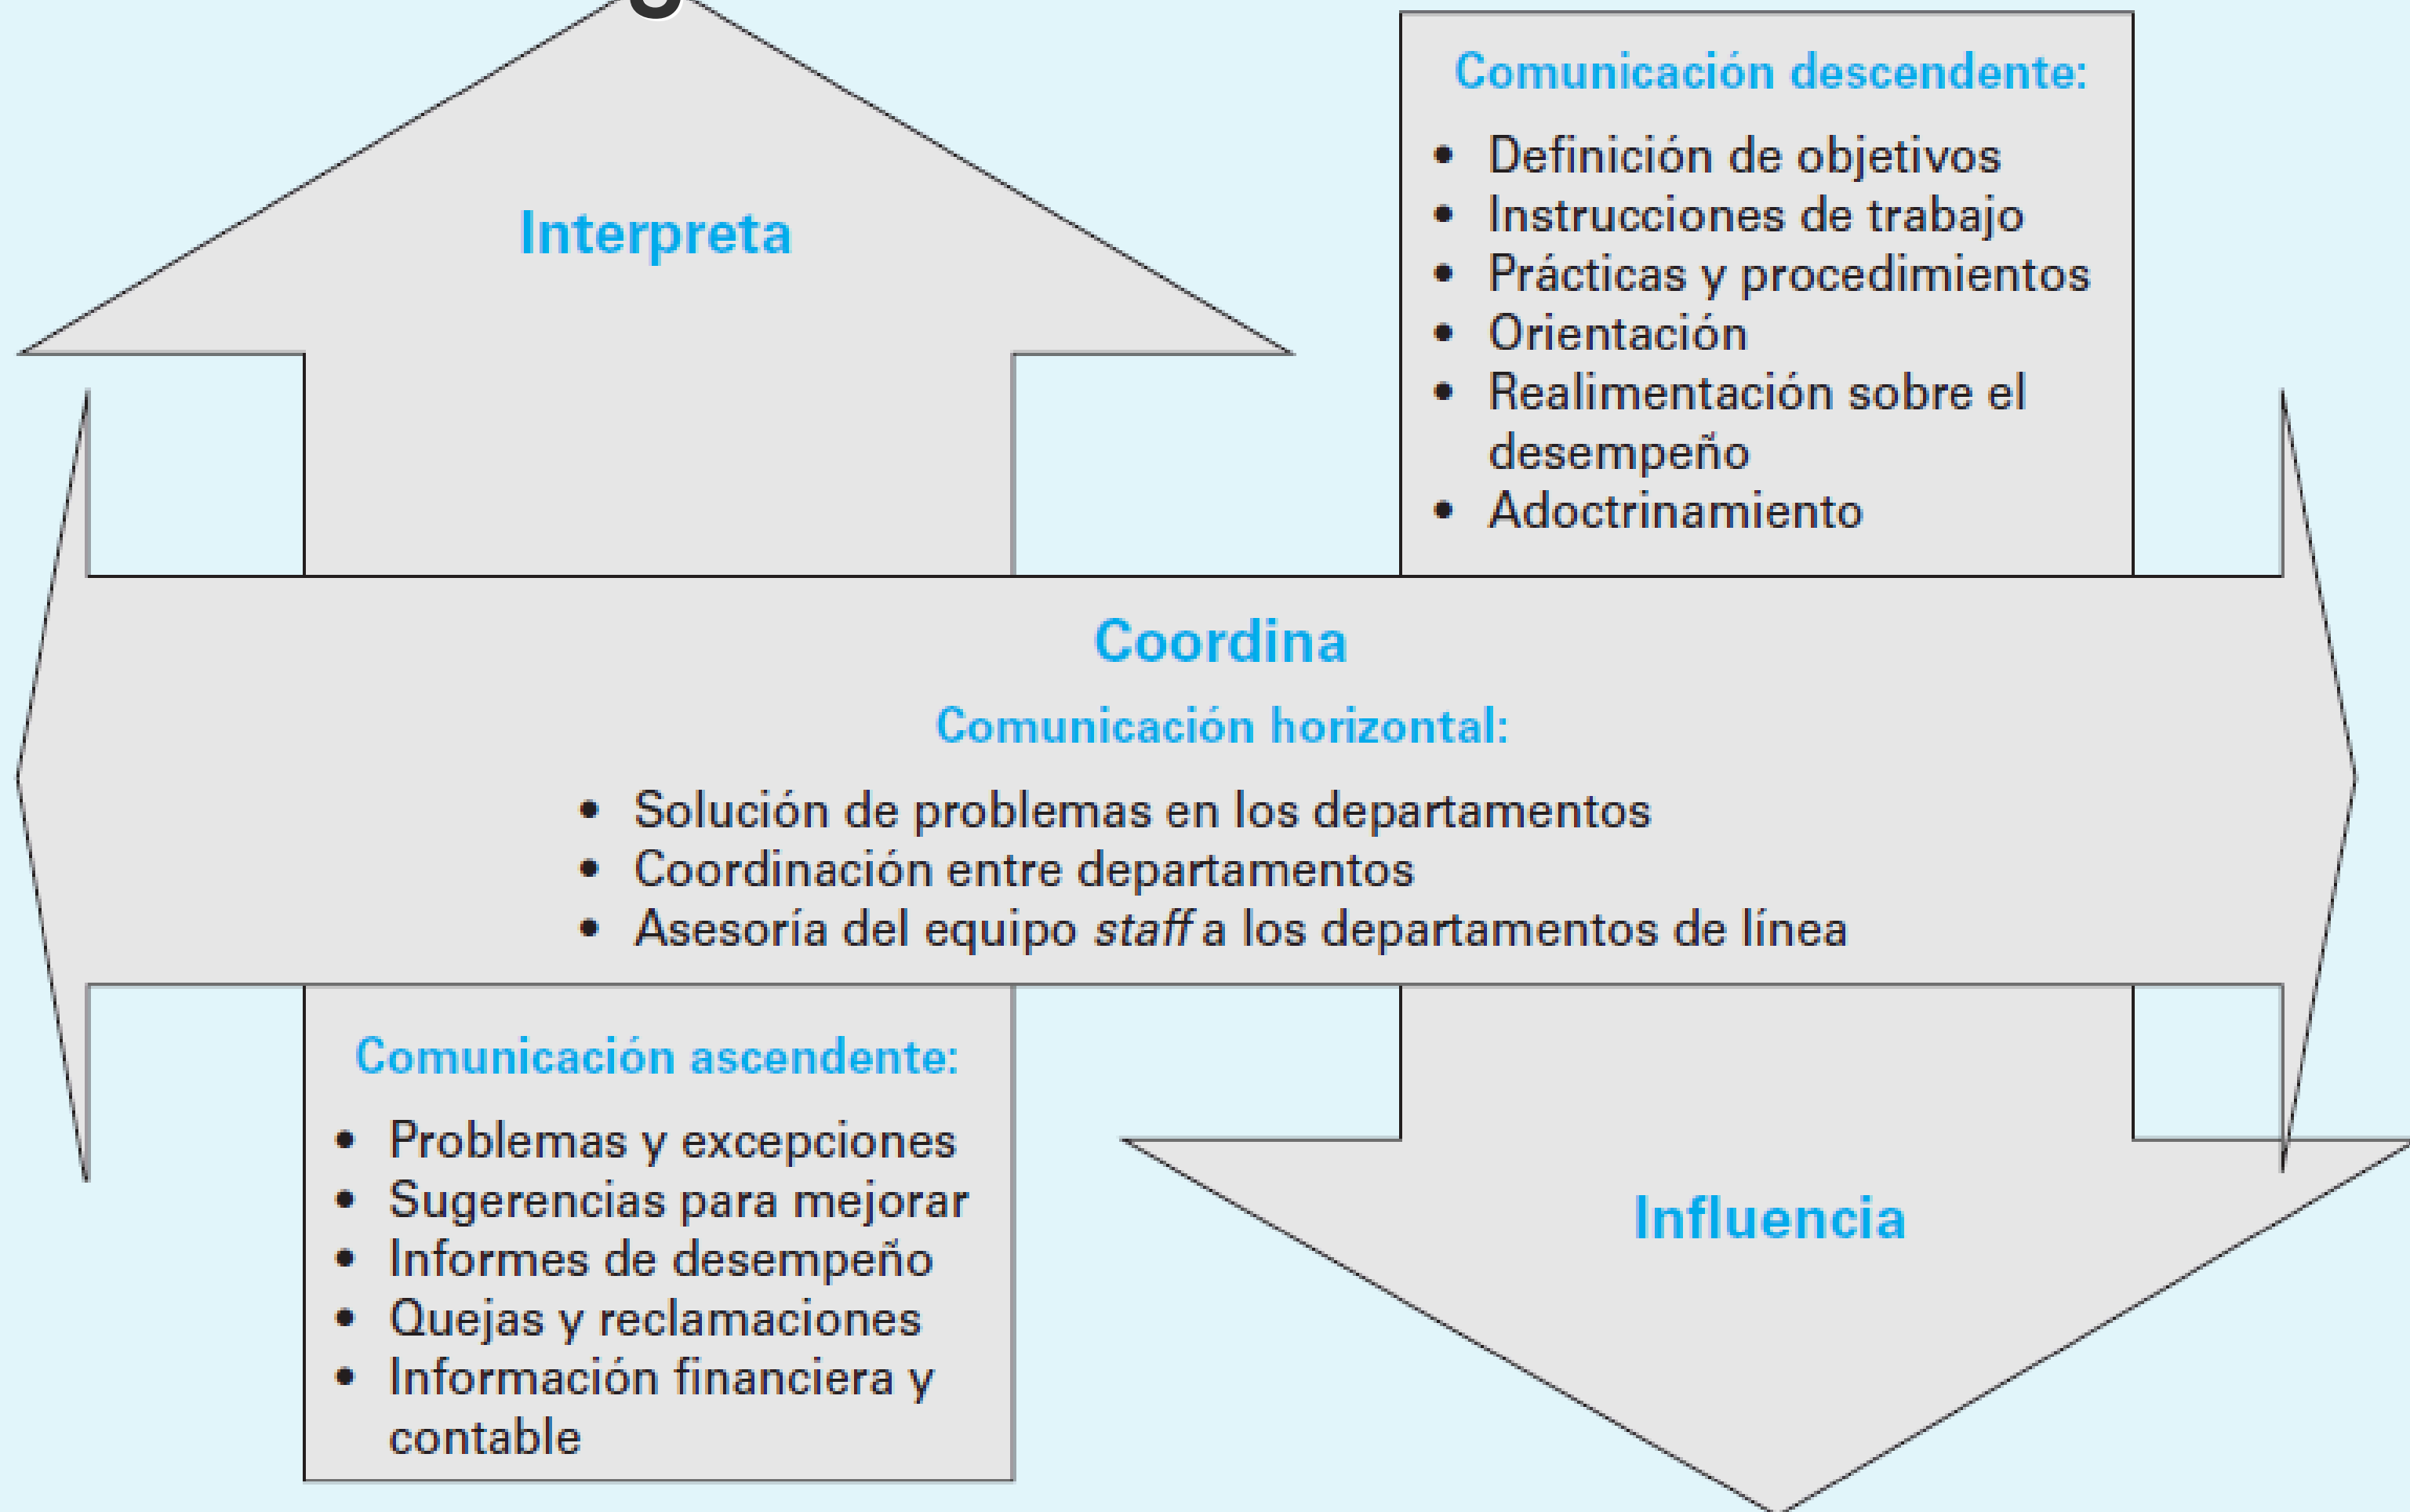 Interpreta
Comunicación descendente:
• Definición de objetivos
• Instrucciones de trabajo
• Prácticas y procedimientos
• Orientación
• Realimentación sobre el
desempeño
• Adoctrinamiento
Coordina
Comunicación horizontal:
• Solución de problemas en los departamentos
• Coordinación entre departamentos
• Asesoría del equipo staff a los departamentos de línea
Comunicación ascendente:
• Problemas y excepciones
• Sugerencias para mejorar
• Informes de desempeño
• Quejas y reclamaciones
• Información financiera y
contable
Influencia